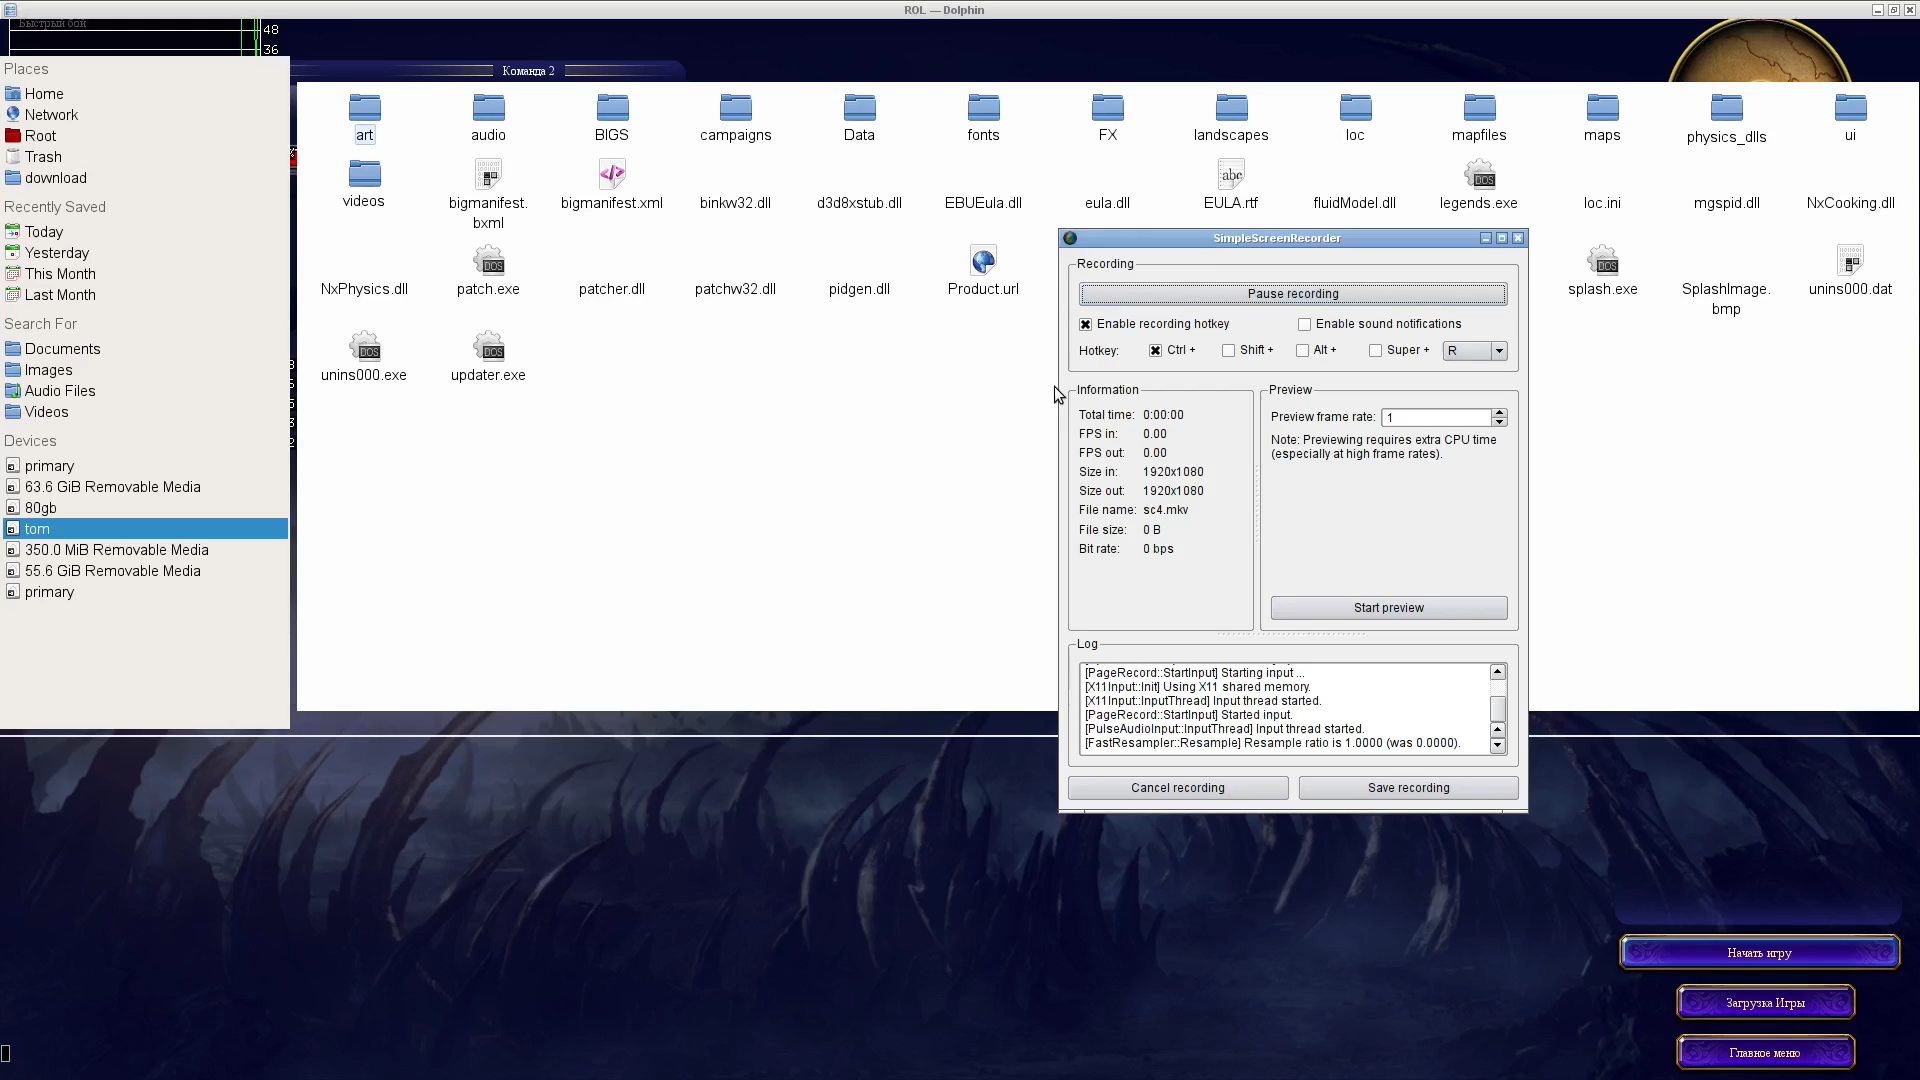 ROL — Dolphin
Быстрый бой
48
36
Команда 2
Places
Home
Network
Root
Trash
download
Recently Saved
Today
Yesterday
This Month
Last Month
Search For
Documents
Images
Audio Files
Videos
Devices
primary
63.6 GiB Removable Media
80gb
tom
350.0 MiB Removable Media
55.6 GiB Removable Media
primary
art audio BIGS campaigns Data fonts FX landscapes loc mapfiles maps physics_dlls ui
abc DOS
videos bigmanifest. bigmanifest.xml binkw32.dll d3d8xstub.dll EBUEula.dll eula.dll EULA.rtf fluidModel.dll legends.exe loc.ini mgspid.dll NxCooking.dll
bxml
DOS DOS
NxPhysics.dll patch.exe patcher.dll patchw32.dll pidgen.dll Product.url splash.exe SplashImage. unins000.dat
bmp
DOS DOS
unins000.exe updater.exe
SimpleScreenRecorder
Recording
Pause recording
Enable recording hotkey Enable sound notifications
Hotkey: Ctrl + Shift + Alt + Super + R
Information
Total time: 0:00:00
FPS in: 0.00
FPS out: 0.00
Size in: 1920x1080
Size out: 1920x1080
File name: sc4.mkv
File size: 0 B
Bit rate: 0 bps
Preview
Preview frame rate: 1
Note: Previewing requires extra CPU time
(especially at high frame rates).
Start preview
Log
[PageRecord::StartInput] Starting input ...
[X11Input::Init] Using X11 shared memory.
[X11Input::InputThread] Input thread started.
[PageRecord::StartInput] Started input.
[PulseAudioInput::InputThread] Input thread started.
[FastResampler::Resample] Resample ratio is 1.0000 (was 0.0000).
Cancel recording Save recording
Начать игру
Загрузка Игры
Главное меню